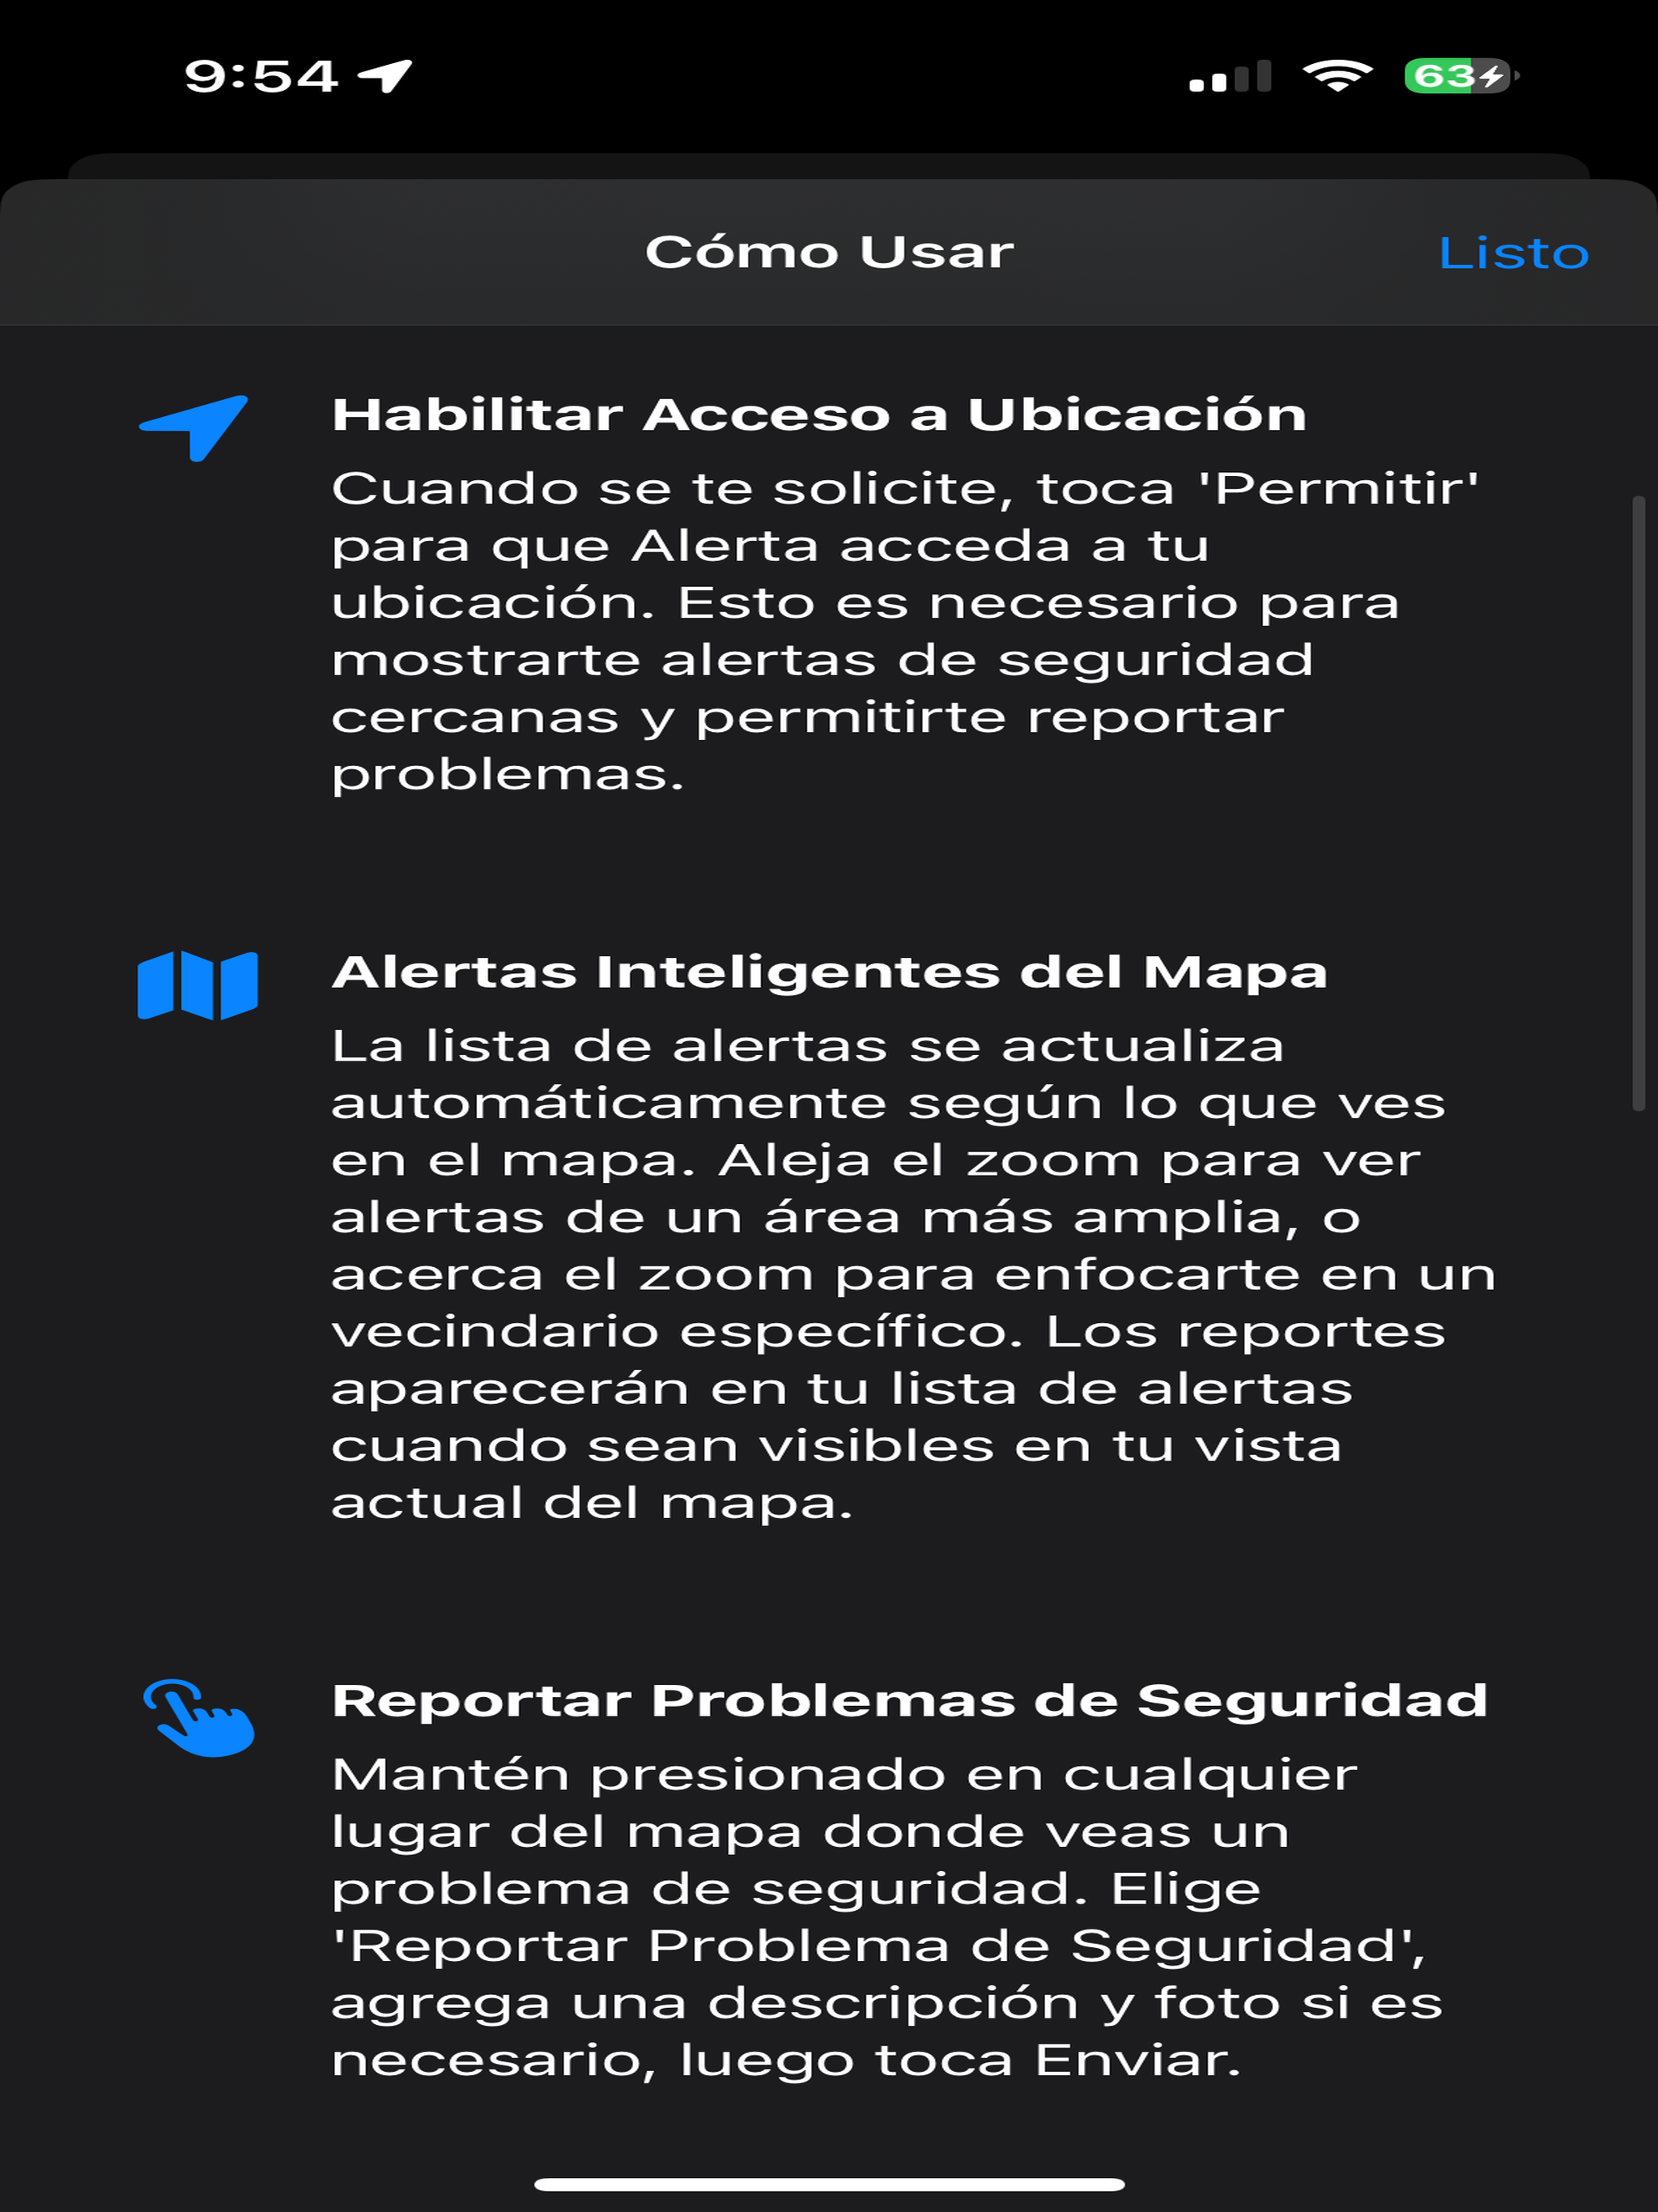 9:54
63
Cómo Usar
Listo
Habilitar Acceso a Ubicación
Cuando se te solicite, toca 'Permitir'
para que Alerta acceda a tu
ubicación. Esto es necesario para
mostrarte alertas de seguridad
cercanas y permitirte reportar
problemas.
Alertas Inteligentes del Mapa
La lista de alertas se actualiza
automáticamente según lo que ves
en el mapa. Aleja el zoom para ver
alertas de un área más amplia, o
acerca el zoom para enfocarte en un
vecindario específico. Los reportes
aparecerán en tu lista de alertas
cuando sean visibles en tu vista
actual del mapa.
Reportar Problemas de Seguridad
Mantén presionado en cualquier
lugar del mapa donde veas un
problema de seguridad. Elige
'Reportar Problema de Seguridad',
agrega una descripción y foto si es
necesario, luego toca Enviar.